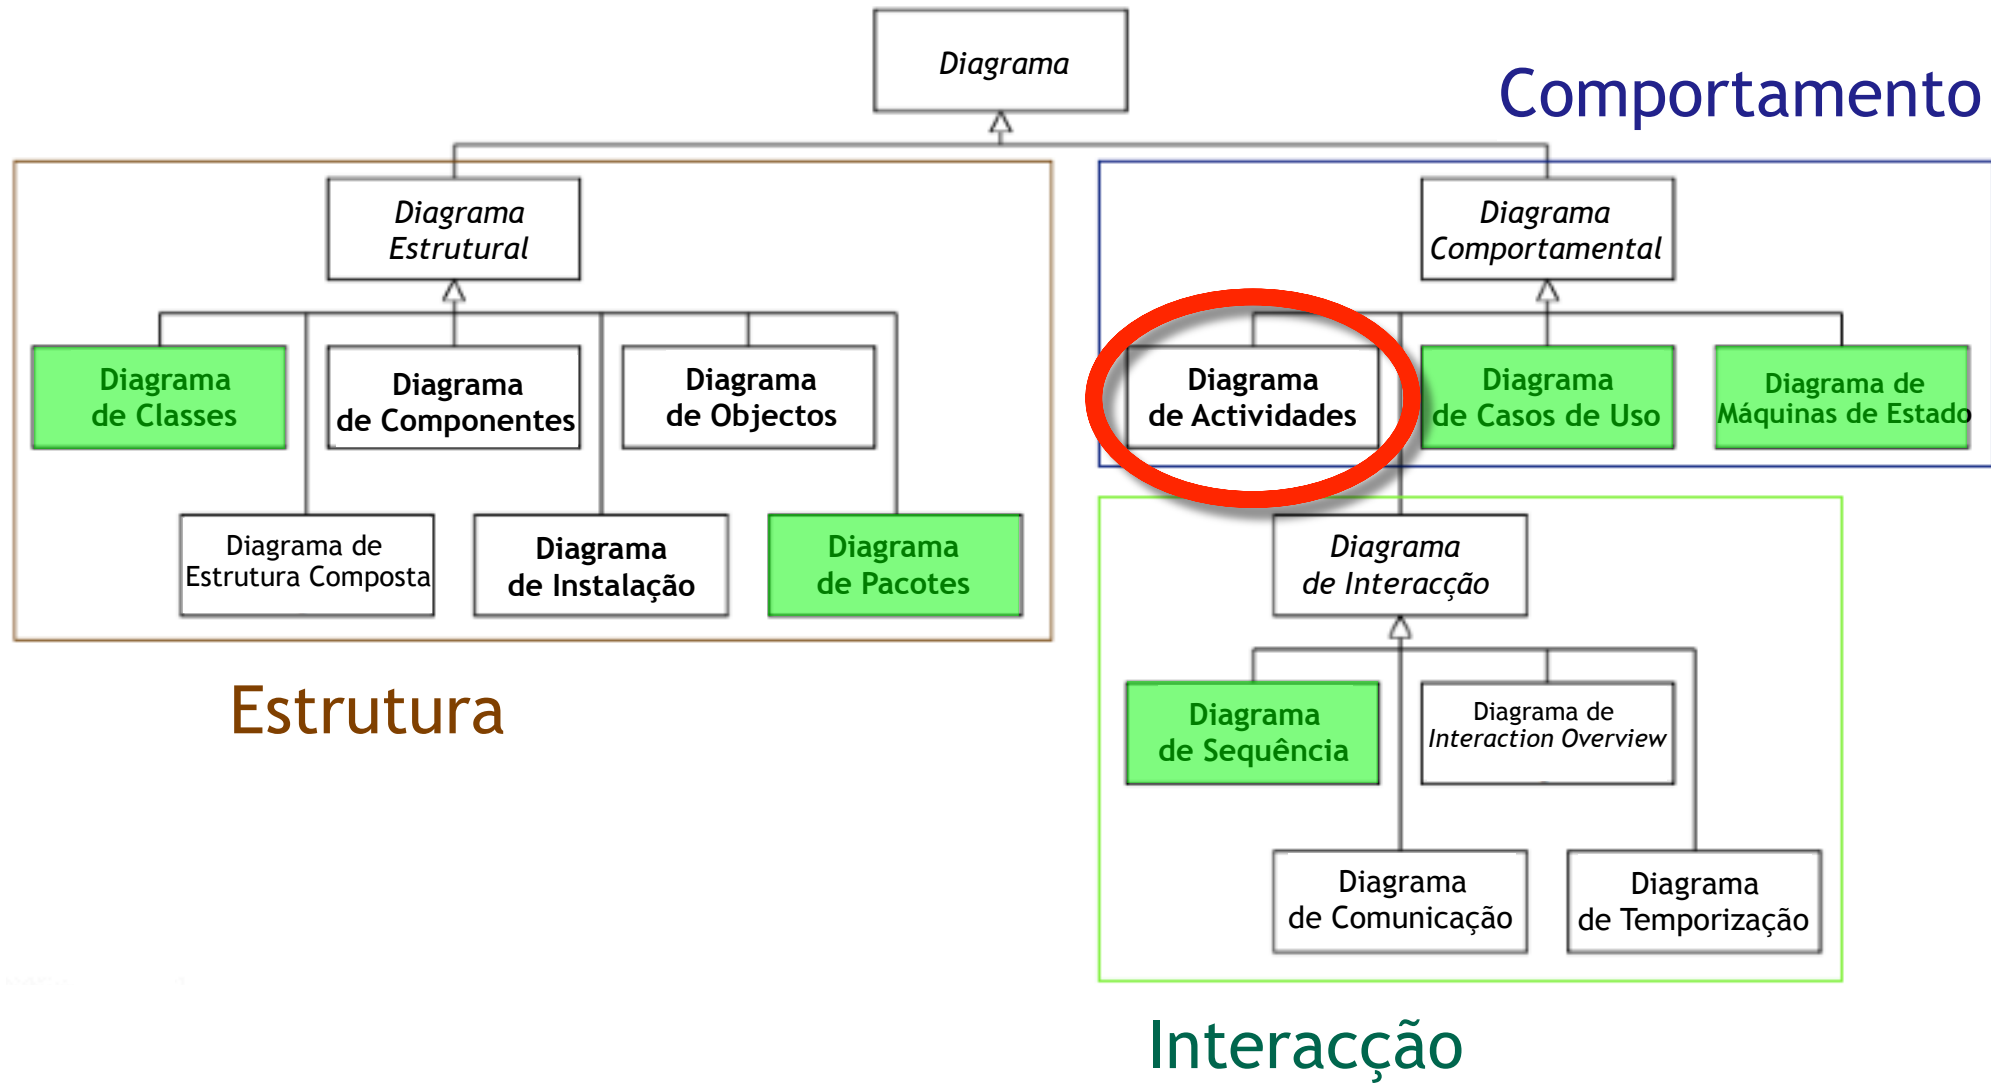 Diagrama
Comportamento
Diagrama
Estrutural
Diagrama
Comportamental
Diagrama
de Classes
Diagrama
de Componentes
Diagrama
de Objectos
Diagrama
de Actividades
Diagrama
de Casos de Uso
Diagrama de
Máquinas de Estado
Diagrama de
Estrutura Composta
Diagrama
de Instalação
Diagrama
de Pacotes
Diagrama
de Interacção
Estrutura
Diagrama
de Sequência
Diagrama de
Interaction Overview
Diagrama
de Comunicação
Diagrama
de Temporização
Interacção